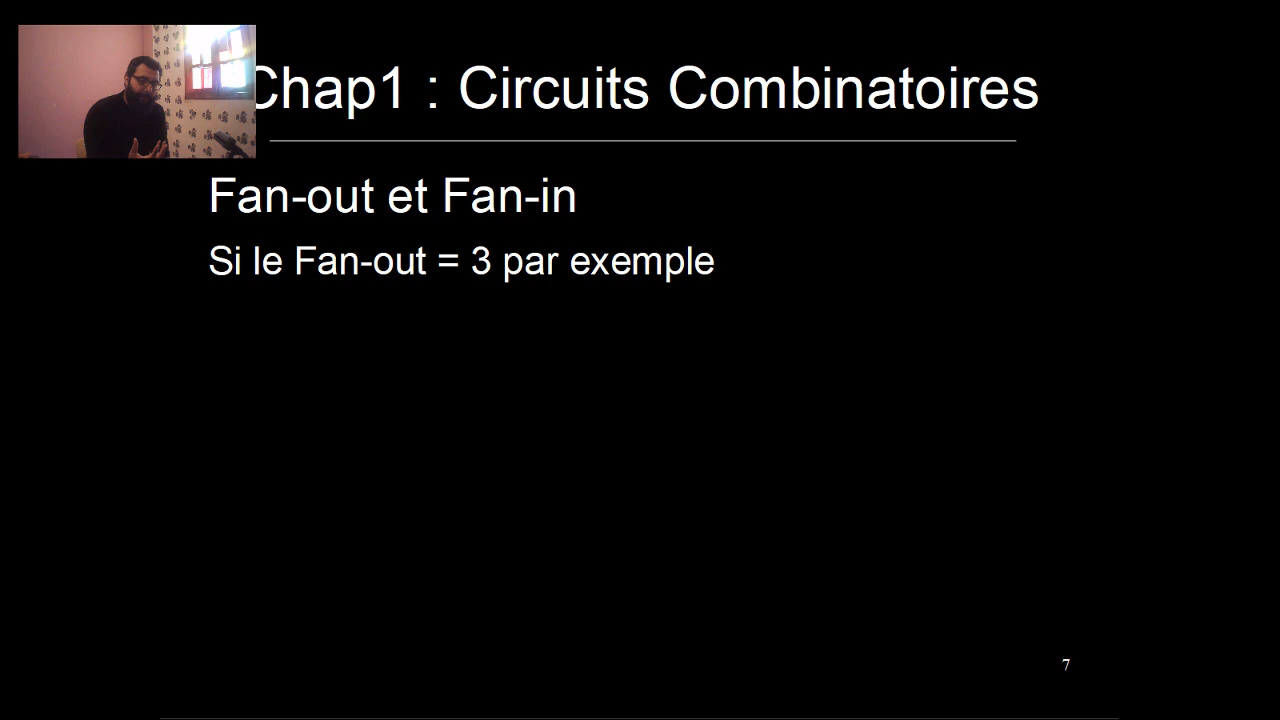 Chap1 : Circuits Combinatoires
Fan-out et Fan-in
Si le Fan-out = 3 par exemple
7